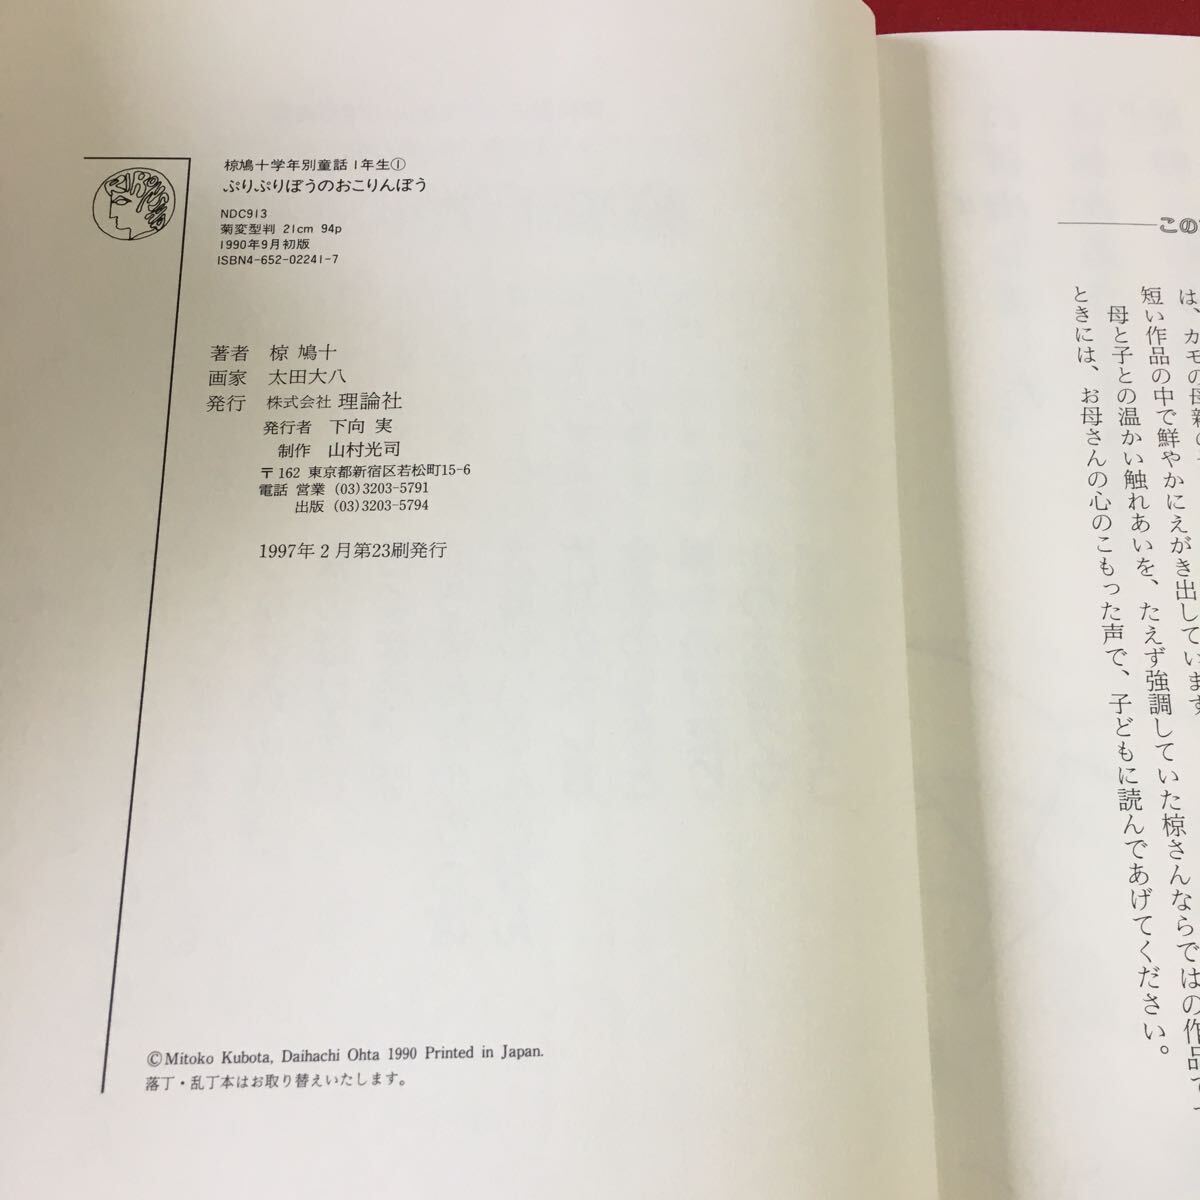 椋鳩十学年別童話 1年生①
ぷりぷりぼうのおこりんぼう
NDC913
菊変型判 21cm 94p
1990年9月初版
ISBN4-652-02241-7
著者 椋 鳩十
画家 太田大八
発行 株式会社 理論社
発行者 下向 実
制作 山村光司
〒162 東京都新宿区若松町15-6
電話 営業 (03)3203-5791
出版 (03)3203-5794
1997年2月第23刷発行
©Mitoko Kubota, Daihachi Ohta 1990 Printed in Japan.
落丁・乱丁本はお取り替えいたします。
この
は、カモの母親の
短い作品の中で鮮やかにえがき出しています
母と子との温かい触れあいを、たえず強調していた椋さんならではの作品で
ときには、お母さんの心のこもった声で、子どもに読んであげてください。